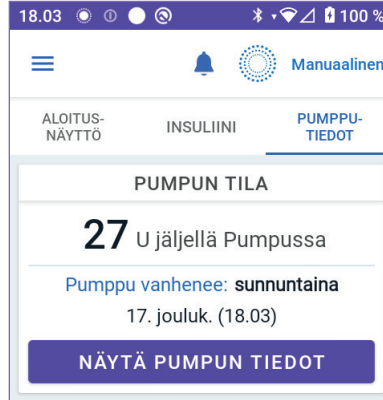 18.03 100 %
Manuaalinen
ALOITUS-
NÄYTTÖ
INSULIINI
PUMPPU-
TIEDOT
PUMPUN TILA
27 U jäljellä Pumpussa
Pumppu vanhenee: sunnuntaina
17. jouluk. (18.03)
NÄYTÄ PUMPUN TIEDOT